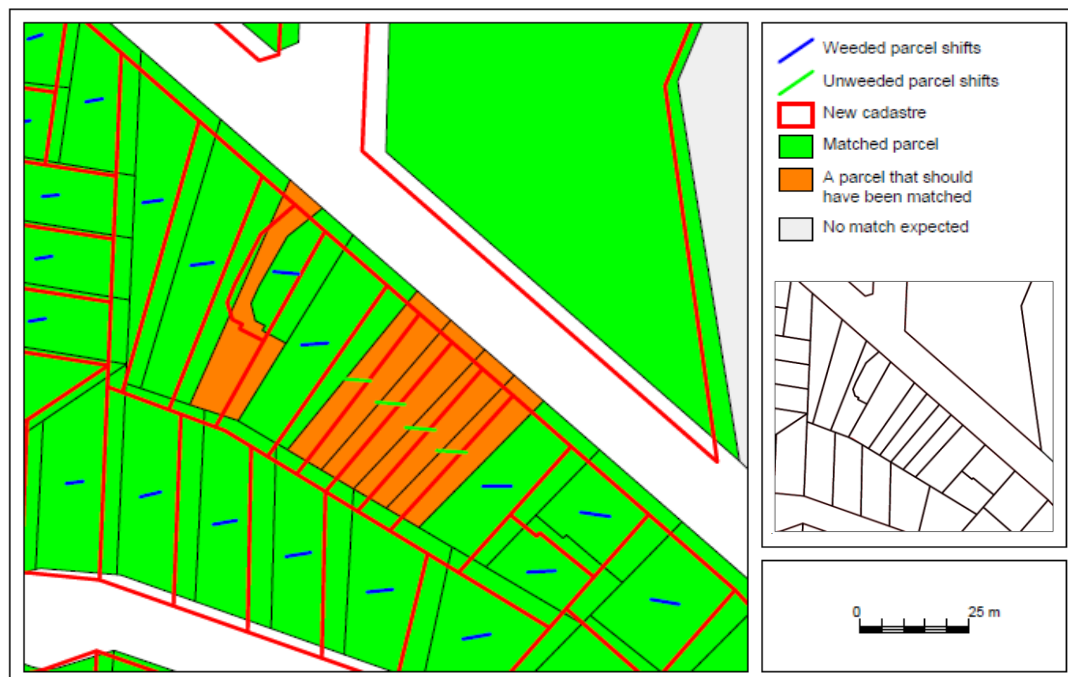 Weeded parcel shifts
Unweeded parcel shifts
New cadastre
Matched parcel
A parcel that should
have been matched
No match expected
0 25 m